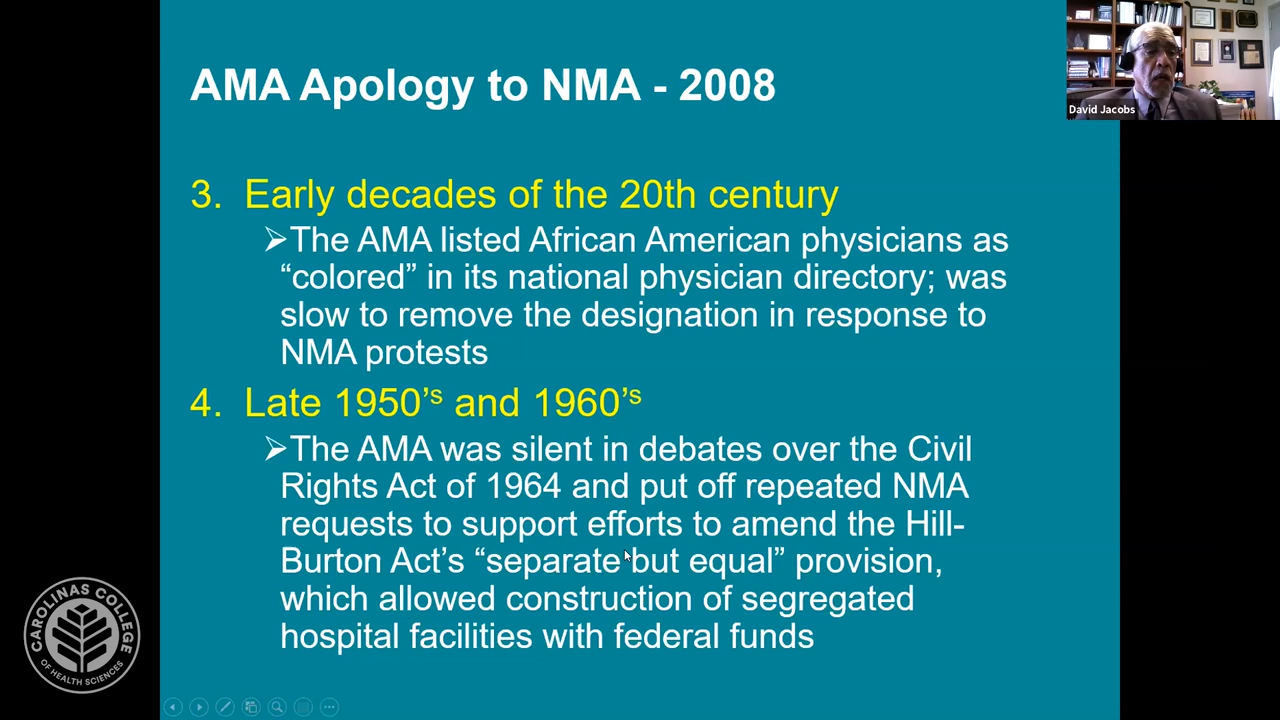 AMA Apology to NMA - 2008
David Jacobs
3. Early decades of the 20th century
➢The AMA listed African American physicians as
“colored” in its national physician directory; was
slow to remove the designation in response to
NMA protests
4. Late 1950’s and 1960’s
➢The AMA was silent in debates over the Civil
Rights Act of 1964 and put off repeated NMA
requests to support efforts to amend the Hill-
Burton Act’s “separate but equal” provision,
which allowed construction of segregated
hospital facilities with federal funds
CAROLINAS COLLEGE
OF HEALTH SCIENCES